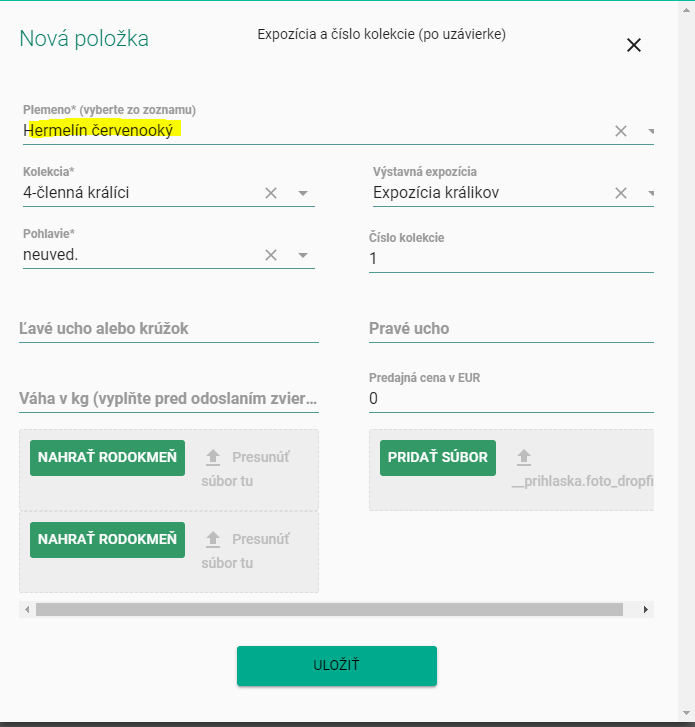 Nová položka
Expozícia a číslo kolekcie (po uzávierke)
Plemeno* (vyberte zo zoznamu)
Hermelín červenooký
Kolekcia*
4-členná králíci
Výstavná expozícia
Expozícia králikov
Pohlavie*
neuved.
Číslo kolekcie
1
Ľavé ucho alebo krúžok
Pravé ucho
Váha v kg (vyplňte pred odoslaním zvier...
Predajná cena v EUR
0
NAHRAŤ RODOKMEŇ
Presunúť
súbor tu
PRIDAŤ SÚBOR
__prihlaska.foto_dropfi
NAHRAŤ RODOKMEŇ
Presunúť
súbor tu
ULOŽIŤ